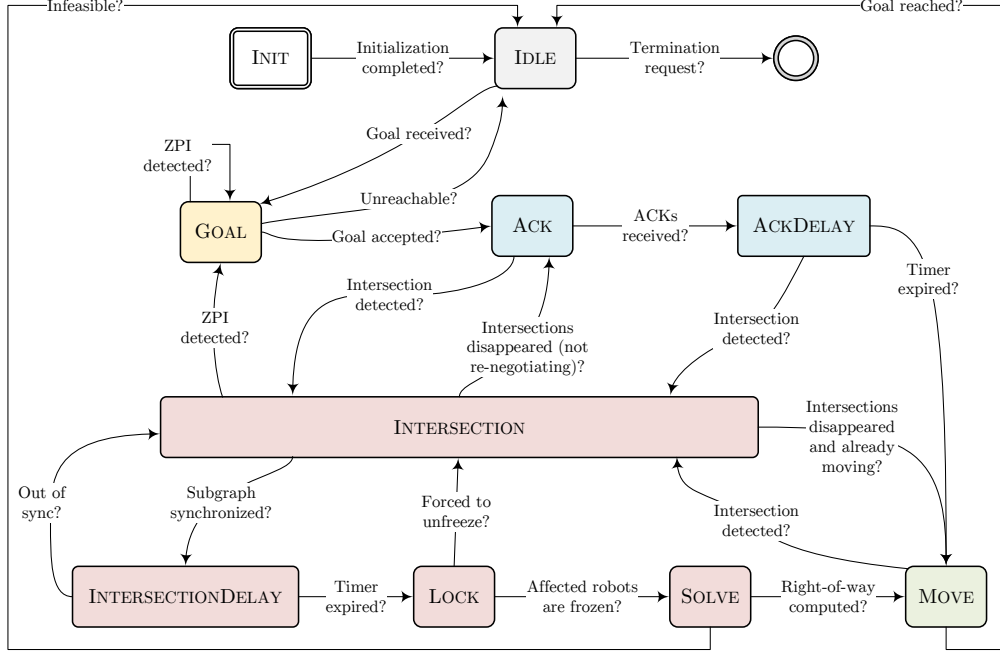 Infeasible?
Goal reached?
INIT
Initialization
completed?
IDLE
Termination
request?
Goal received?
ZPI
detected?
Unreachable?
GOAL
Goal accepted?
ACK
ACKs
received?
ACKDELAY
Timer
expired?
Intersection
detected?
ZPI
detected?
Intersections
disappeared (not
re-negotiating)?
Intersection
detected?
INTERSECTION
Intersections
disappeared
and already
moving?
Out of
sync?
Subgraph
synchronized?
Forced to
unfreeze?
Intersection
detected?
INTERSECTIONDELAY
Timer
expired?
LOCK
Affected robots
are frozen?
SOLVE
Right-of-way
computed?
MOVE